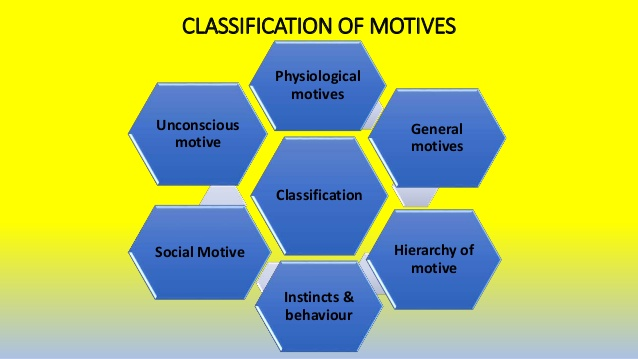 CLASSIFICATION OF MOTIVES
Physiological
motives
General
motives
Hierarchy of
motive
Instincts &
behaviour
Social Motive
Unconscious
motive
Classification